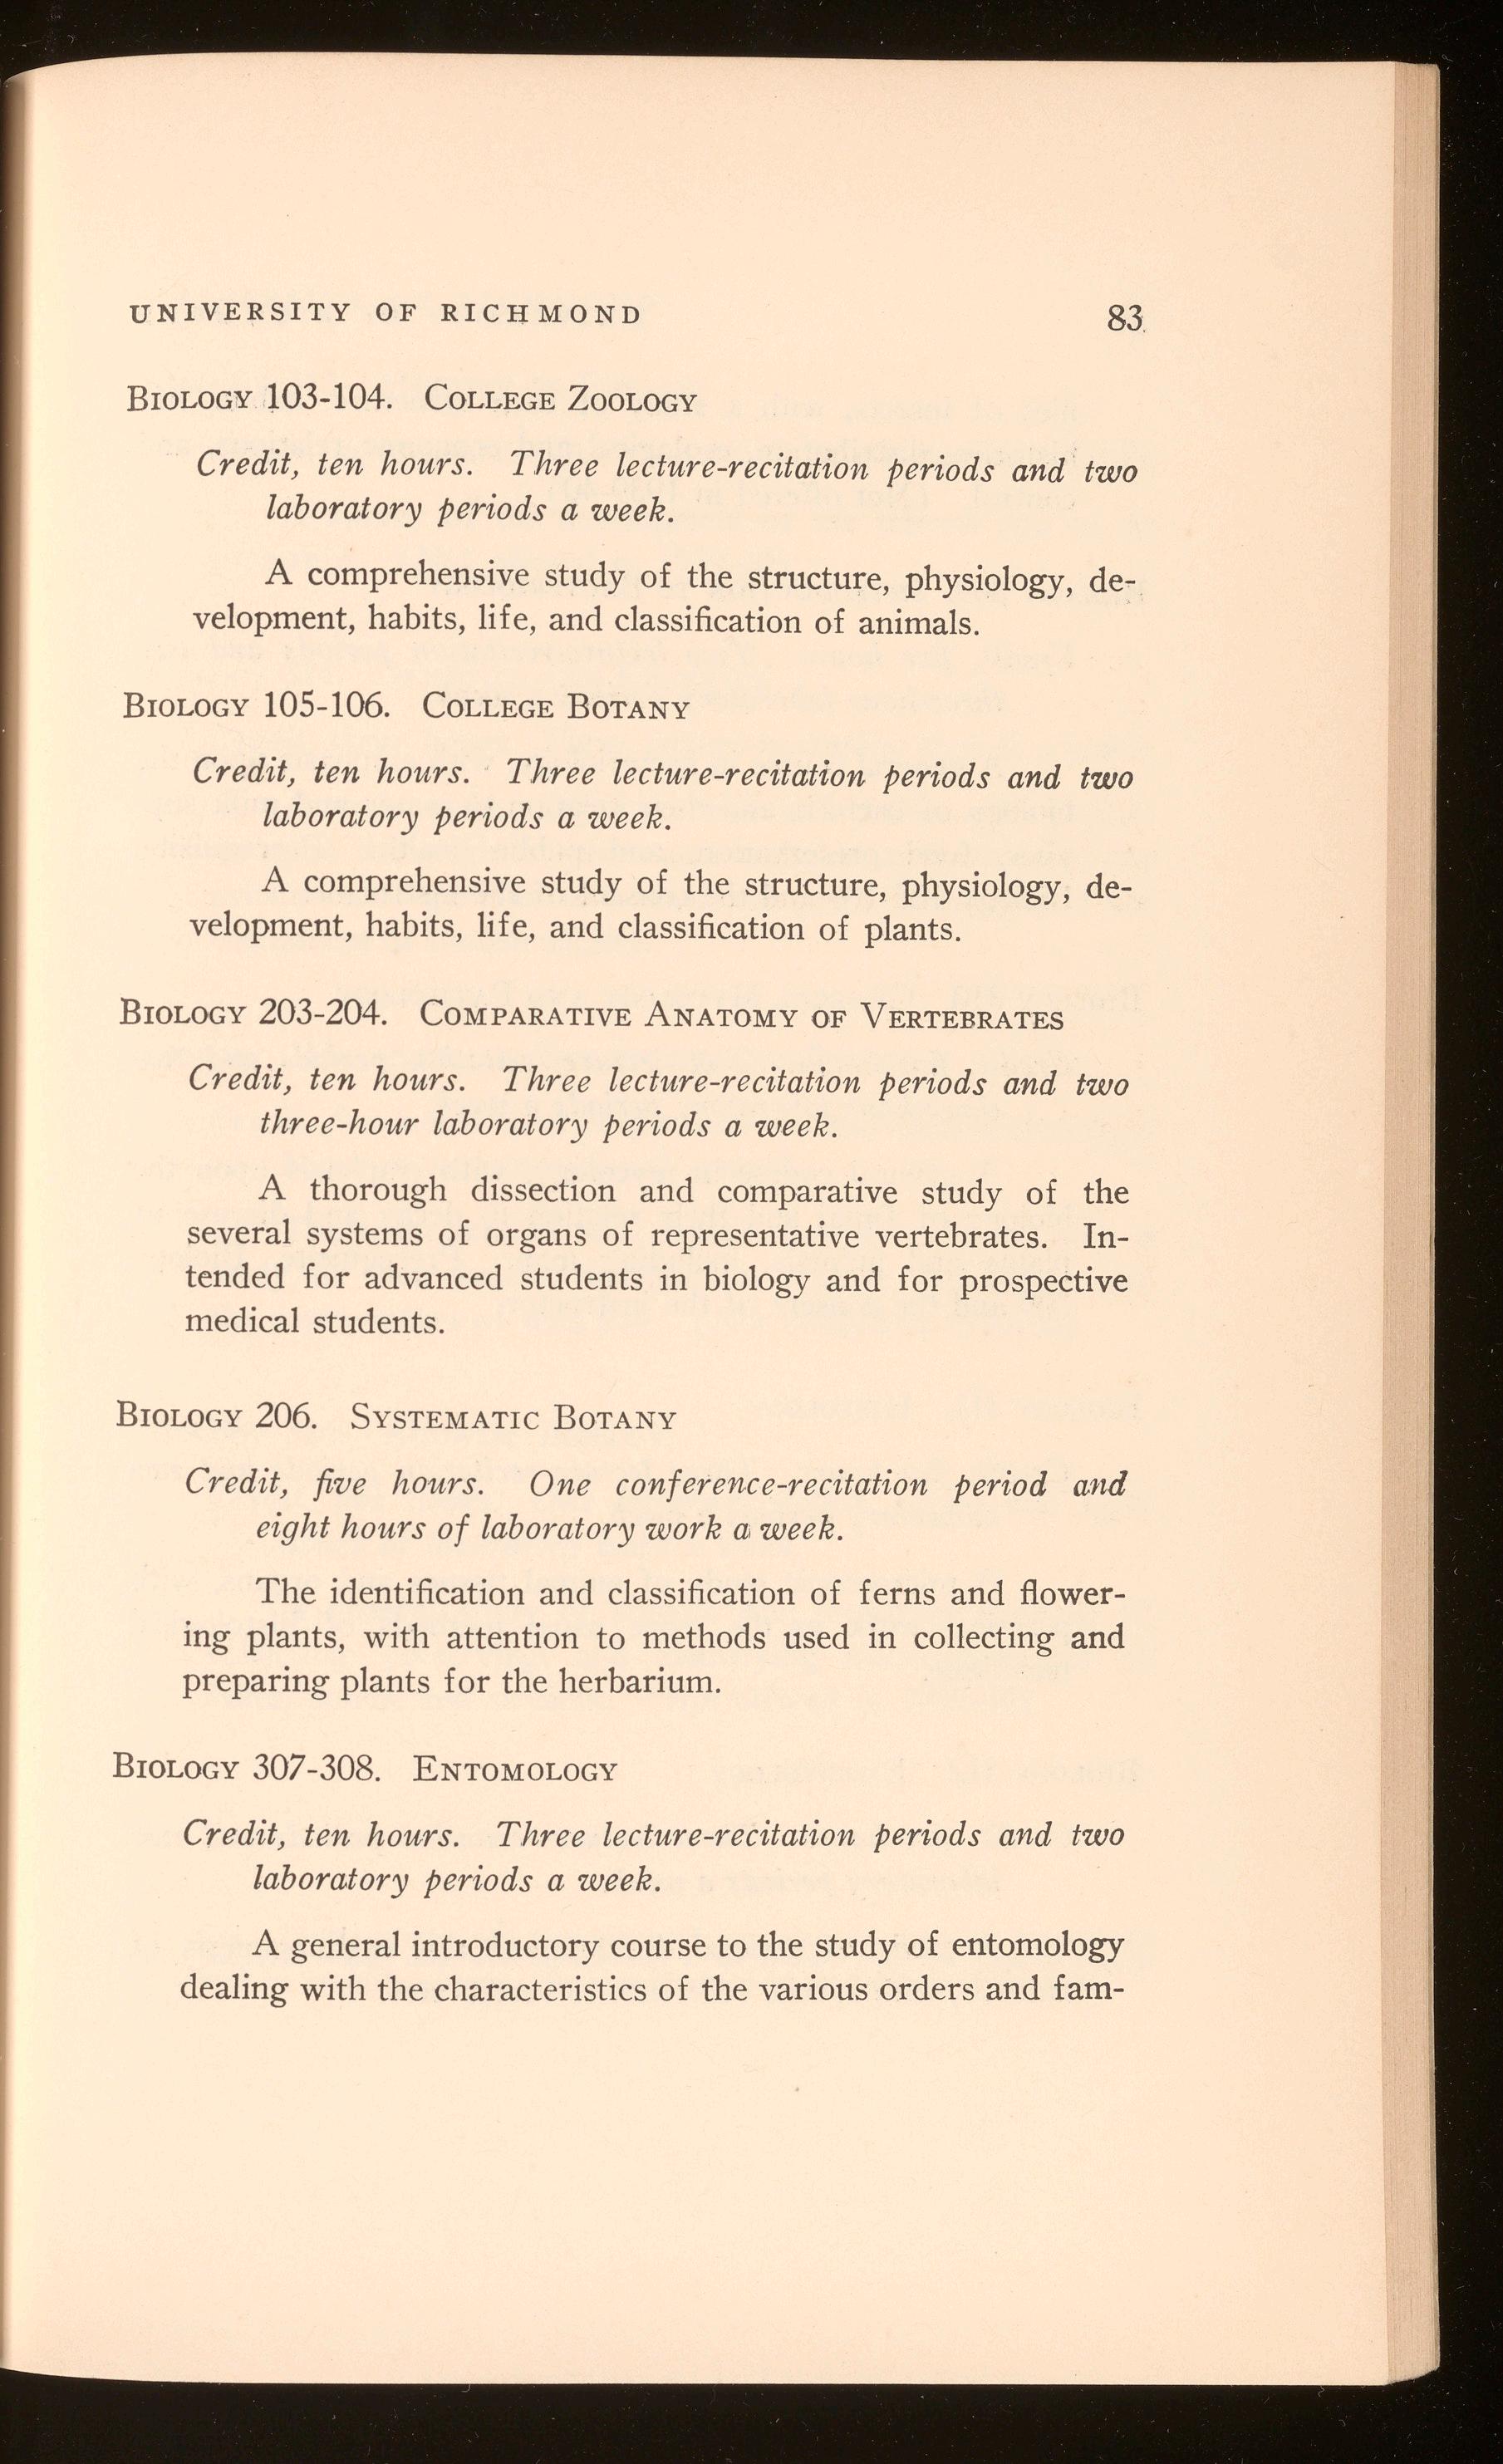 UNIVERSITY OF RICHMOND 83
BIOLOGY 103-104. COLLEGE ZOOLOGY
Credit, ten hours. Three lecture-recitation periods and two
laboratory periods a week.
A comprehensive study of the structure, physiology, de-
velopment, habits, life, and classification of animals.
BIOLOGY 105-106. COLLEGE BOTANY
Credit, ten hours. Three lecture-recitation periods and two
laboratory periods a week.
A comprehensive study of the structure, physiology, de-
velopment, habits, life, and classification of plants.
BIOLOGY 203-204. COMPARATIVE ANATOMY OF VERTEBRATES
Credit, ten hours. Three lecture-recitation periods and two
three-hour laboratory periods a week.
A thorough dissection and comparative study of the
several systems of organs of representative vertebrates. In-
tended for advanced students in biology and for prospective
medical students.
BIOLOGY 206. SYSTEMATIC BOTANY
Credit, five hours. One conference-recitation period and
eight hours of laboratory work a week.
The identification and classification of ferns and flower-
ing plants, with attention to methods used in collecting and
preparing plants for the herbarium.
BIOLOGY 307-308. ENTOMOLOGY
Credit, ten hours. Three lecture-recitation periods and two
laboratory periods a week.
A general introductory course to the study of entomology
dealing with the characteristics of the various orders and fam-